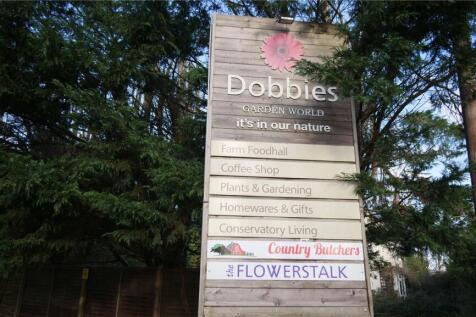 Dobbies
GARDEN WORLD
it's in our nature
Farm Foodhall
Coffee Shop
Plants & Gardening
Homewares & Gifts
Conservatory Living
Country Butchers
the FLOWERSTALK